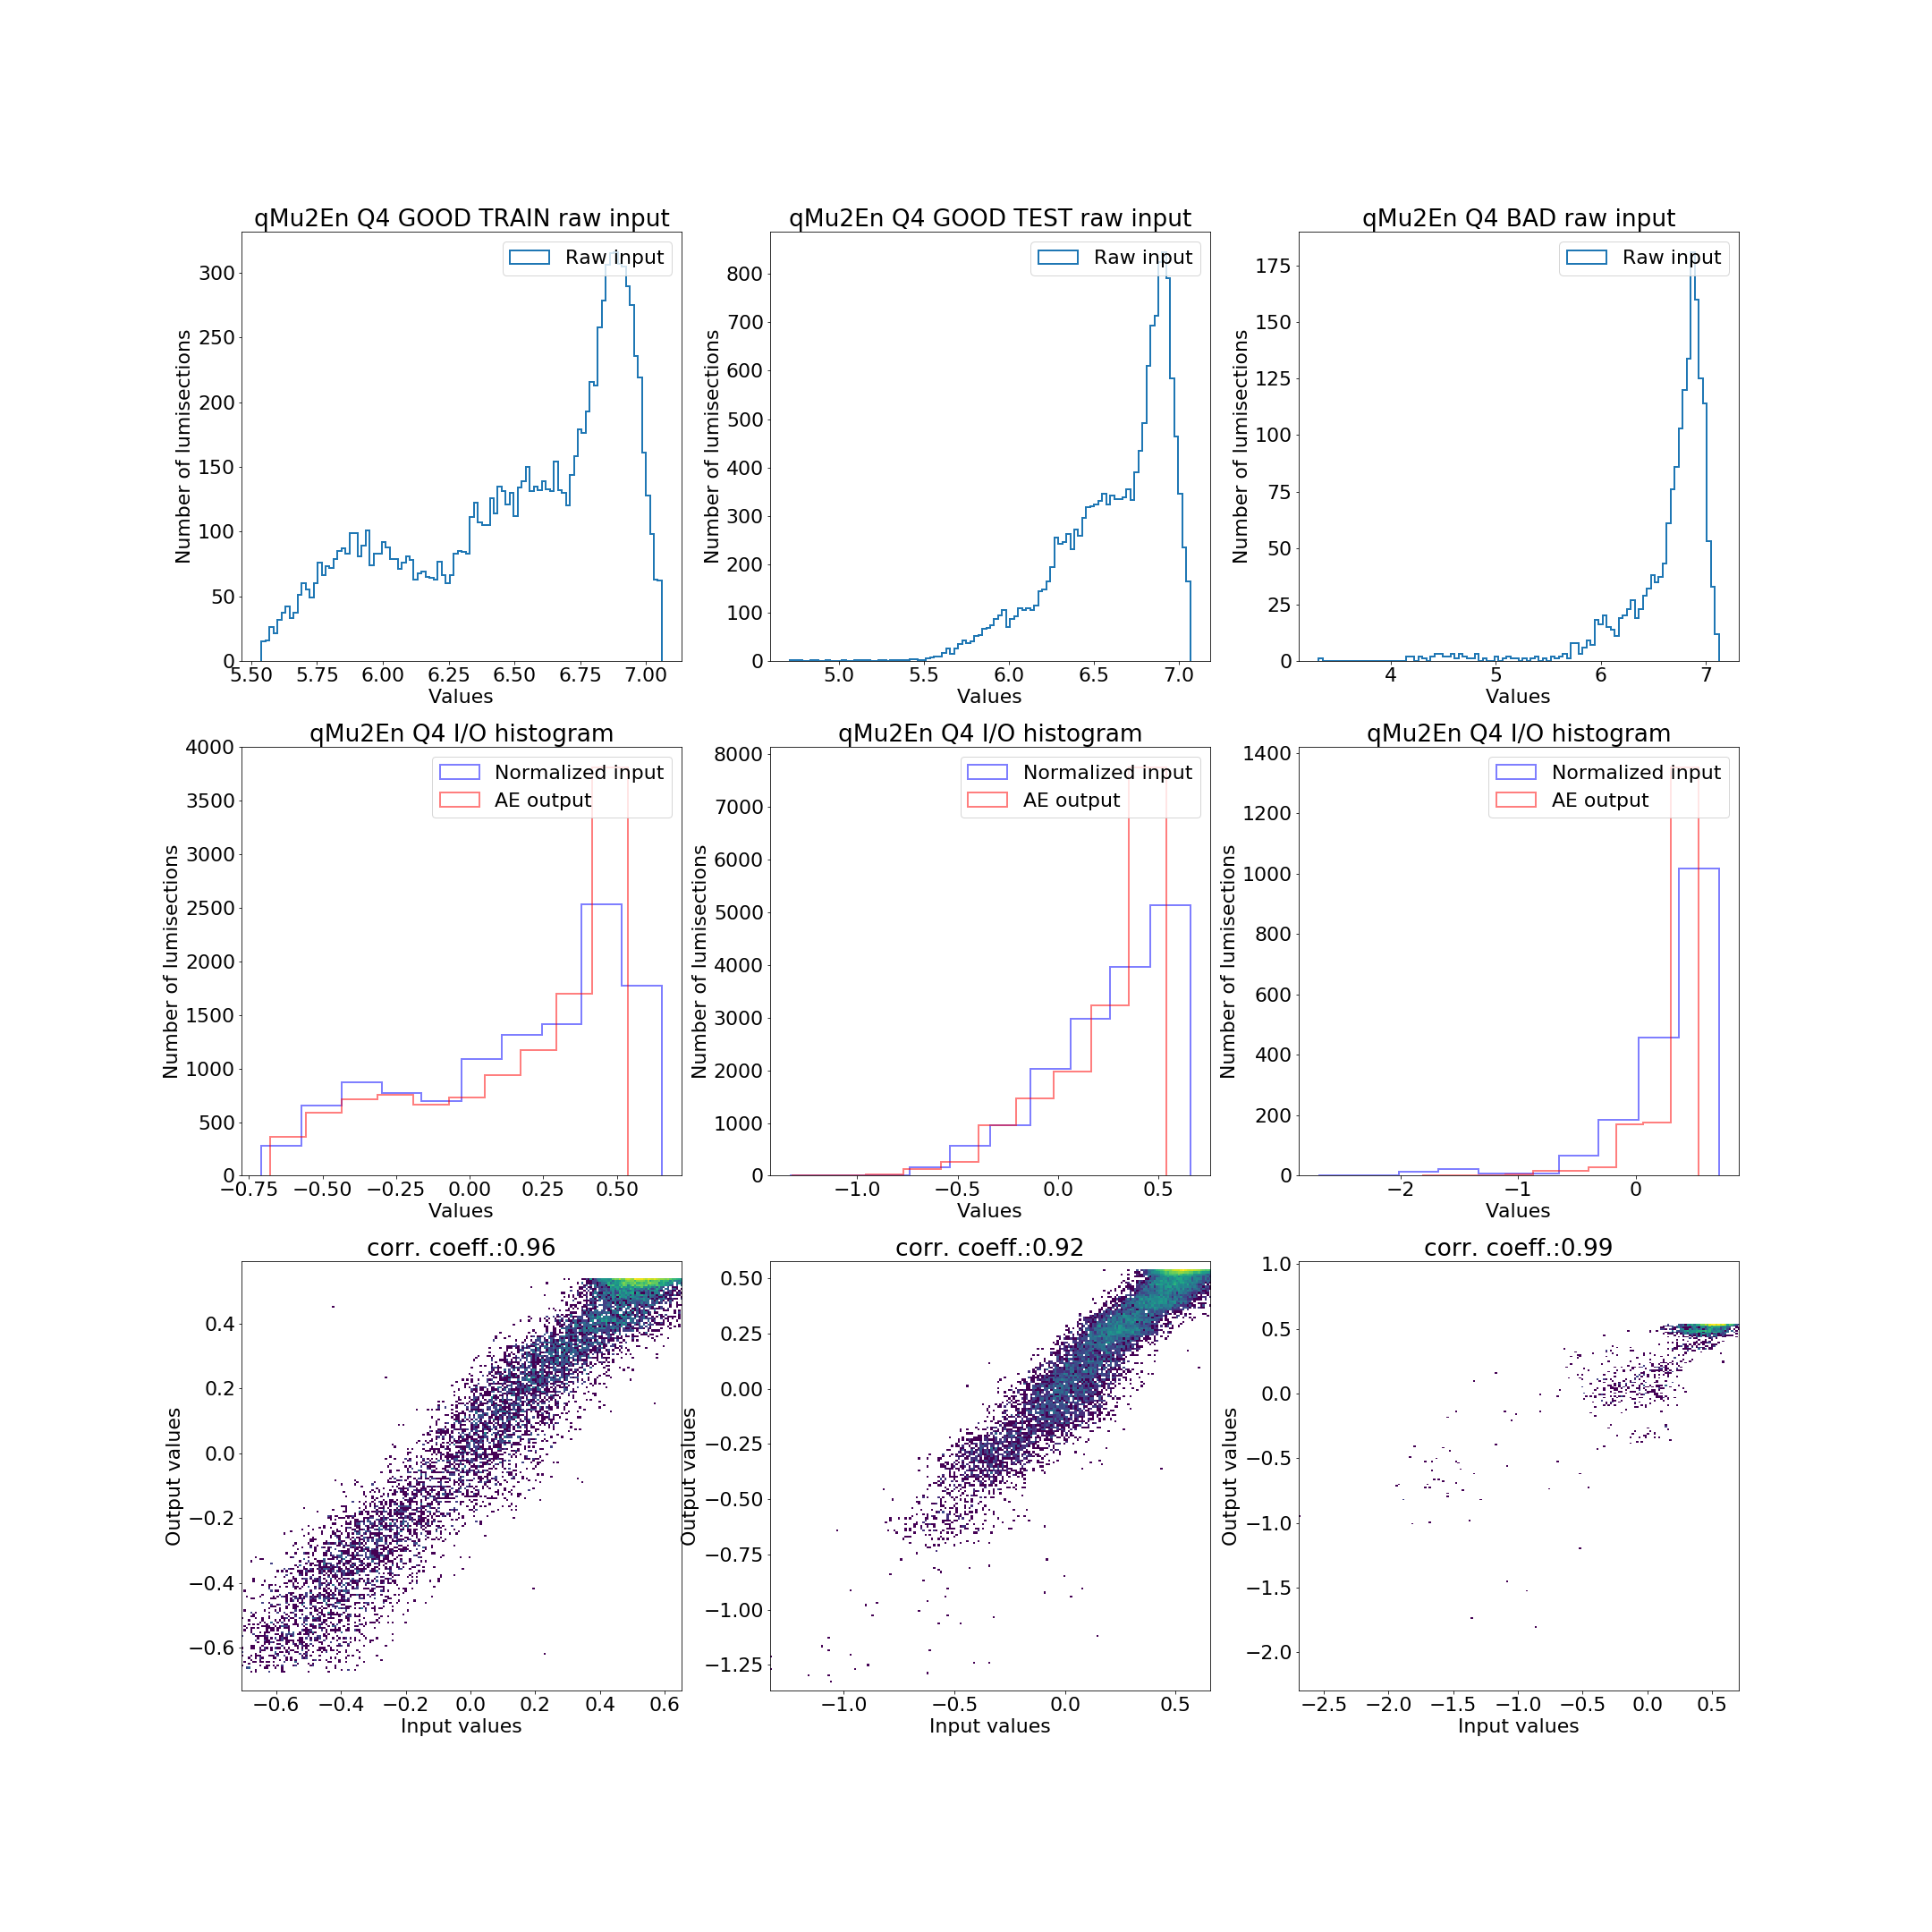 qMu2En Q4 GOOD TRAIN raw input
Number of lumisections
300
250
200
150
100
50
0
Raw input
5.50 5.75 6.00 6.25 6.50 6.75 7.00
Values
qMu2En Q4 GOOD TEST raw input
Number of lumisections
800
700
600
500
400
300
200
100
0
Raw input
5.0 5.5 6.0 6.5 7.0
Values
qMu2En Q4 BAD raw input
Number of lumisections
175
150
125
100
75
50
25
0
Raw input
4 5 6 7
Values
qMu2En Q4 I/O histogram
Number of lumisections
4000
3500
3000
2500
2000
1500
1000
500
0
Normalized input
AE output
−0.75 −0.50 −0.25 0.00 0.25 0.50
Values
qMu2En Q4 I/O histogram
Number of lumisections
8000
7000
6000
5000
4000
3000
2000
1000
0
Normalized input
AE output
−1.0 −0.5 0.0 0.5
Values
qMu2En Q4 I/O histogram
Number of lumisections
1400
1200
1000
800
600
400
200
0
Normalized input
AE output
−2 −1 0
Values
corr. coeff.:0.96
Output values
0.4
0.2
0.0
−0.2
−0.4
−0.6
−0.6 −0.4 −0.2 0.0 0.2 0.4 0.6
Input values
corr. coeff.:0.92
Output values
0.50
0.25
0.00
−0.25
−0.50
−0.75
−1.00
−1.25
−1.0 −0.5 0.0 0.5
Input values
corr. coeff.:0.99
Output values
1.0
0.5
0.0
−0.5
−1.0
−1.5
−2.0
−2.5 −2.0 −1.5 −1.0 −0.5 0.0 0.5
Input values